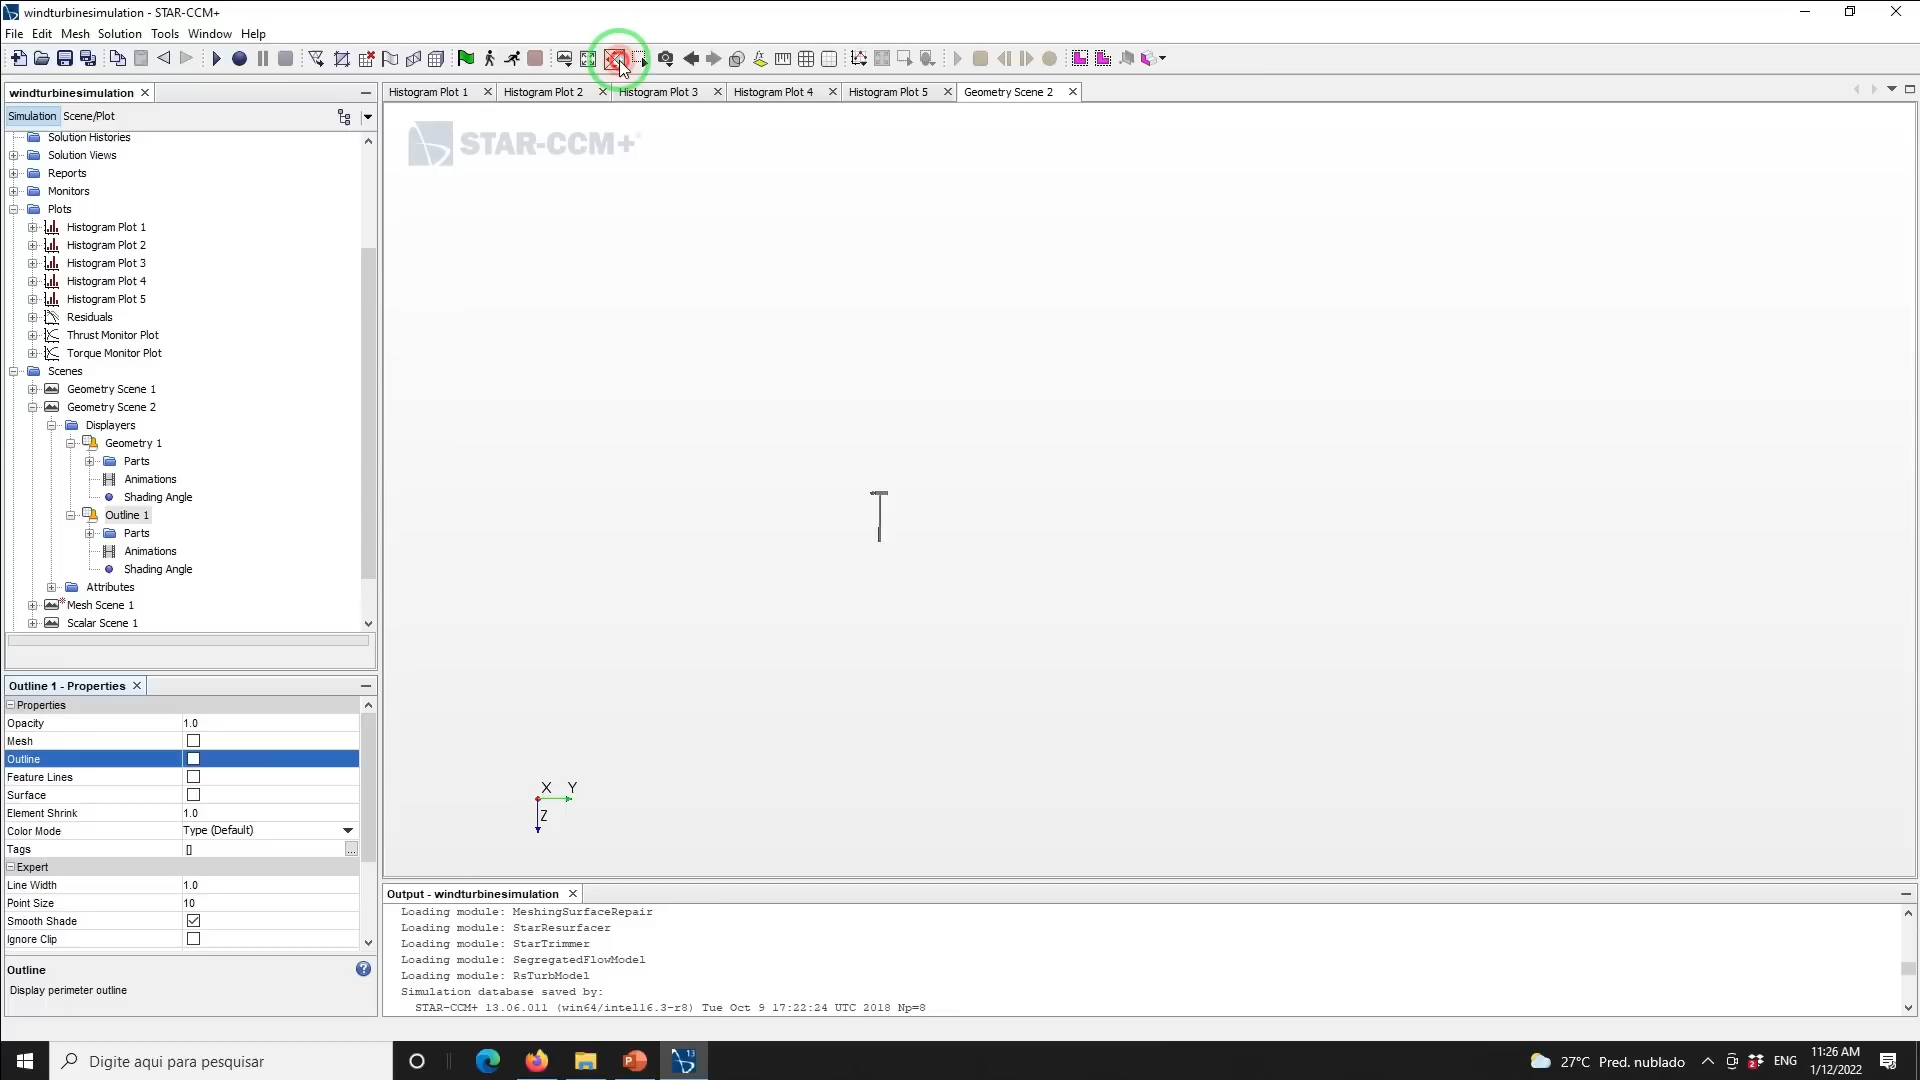 windturbinesimulation - STAR-CCM+
File Edit Mesh Solution Tools Window Help
windturbinesimulation
Histogram Plot 1 Histogram Plot 2 Histogram Plot 3 Histogram Plot 4 Histogram Plot 5 Geometry Scene 2
Simulation Scene/Plot
STAR-CCM+
Solution Histories
Solution Views
Reports
Monitors
Plots
Histogram Plot 1
Histogram Plot 2
Histogram Plot 3
Histogram Plot 4
Histogram Plot 5
Residuals
Thrust Monitor Plot
Torque Monitor Plot
Scenes
Geometry Scene 1
Geometry Scene 2
Displayers
Geometry 1
Parts
Animations
Shading Angle
Outline 1
Parts
Animations
Shading Angle
Attributes
Mesh Scene 1
Scalar Scene 1
Outline 1 - Properties
Properties
Opacity 1.0
Mesh
Outline
Feature Lines
Surface
Element Shrink 1.0
Color Mode Type (Default)
Tags [] ...
Expert
Line Width 1.0
Point Size 10
Smooth Shade
Ignore Clip
Outline
Display perimeter outline
X Y
Z
Output - windturbinesimulation
Loading module: MeshingSurfaceRepair
Loading module: StarResurfacer
Loading module: StarTrimmer
Loading module: SegregatedFlowModel
Loading module: RsTurbModel
Simulation database saved by:
STAR-CCM+ 13.06.011 (win64/intel16.3-r8) Tue Oct 9 17:22:24 UTC 2018 Np=8
Digite aqui para pesquisar
13
27°C Pred. nublado
ENG
11:26 AM
1/12/2022